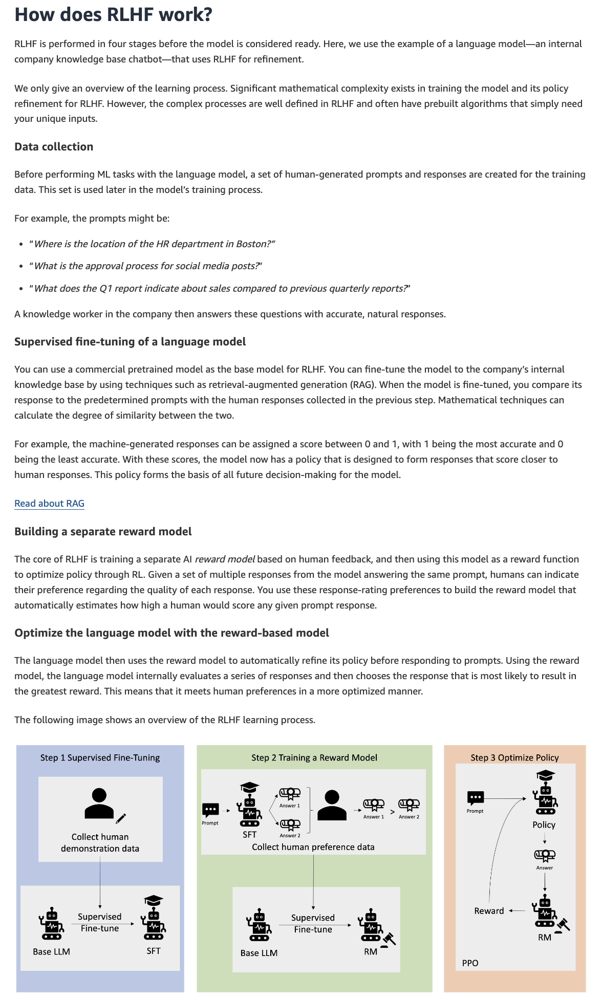 How does RLHF work?
RLHF is performed in four stages before the model is considered ready. Here, we use the example of a language model—an internal
company knowledge base chatbot—that uses RLHF for refinement.
We only give an overview of the learning process. Significant mathematical complexity exists in training the model and its policy
refinement for RLHF. However, the complex processes are well defined in RLHF and often have prebuilt algorithms that simply need
your unique inputs.
Data collection
Before performing ML tasks with the language model, a set of human-generated prompts and responses are created for the training
data. This set is used later in the model’s training process.
For example, the prompts might be:
• “Where is the location of the HR department in Boston?”
• “What is the approval process for social media posts?”
• “What does the Q1 report indicate about sales compared to previous quarterly reports?”
A knowledge worker in the company then answers these questions with accurate, natural responses.
Supervised fine-tuning of a language model
You can use a commercial pretrained model as the base model for RLHF. You can fine-tune the model to the company’s internal
knowledge base by using techniques such as retrieval-augmented generation (RAG). When the model is fine-tuned, you compare its
response to the predetermined prompts with the human responses collected in the previous step. Mathematical techniques can
calculate the degree of similarity between the two.
For example, the machine-generated responses can be assigned a score between 0 and 1, with 1 being the most accurate and 0
being the least accurate. With these scores, the model now has a policy that is designed to form responses that score closer to
human responses. This policy forms the basis of all future decision-making for the model.
Read about RAG
Building a separate reward model
The core of RLHF is training a separate AI reward model based on human feedback, and then using this model as a reward function
to optimize policy through RL. Given a set of multiple responses from the model answering the same prompt, humans can indicate
their preference regarding the quality of each response. You use these response-rating preferences to build the reward model that
automatically estimates how high a human would score any given prompt response.
Optimize the language model with the reward-based model
The language model then uses the reward model to automatically refine its policy before responding to prompts. Using the reward
model, the language model internally evaluates a series of responses and then chooses the response that is most likely to result in
the greatest reward. This means that it meets human preferences in a more optimized manner.
The following image shows an overview of the RLHF learning process.
Step 1 Supervised Fine-Tuning
Collect human
demonstration data
Supervised
Fine-tune
Base LLM
SFT
Step 2 Training a Reward Model
Prompt
SFT
Answer 1
Answer 2
Answer 1 > Answer 2
Collect human preference data
Supervised
Fine-tune
Base LLM
RM
Step 3 Optimize Policy
Prompt
Policy
Answer
Reward
RM
PPO